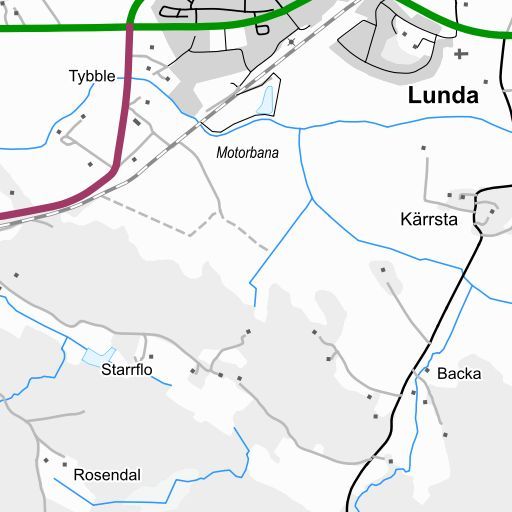 Tybble
Lunda
Motorbana
Kärrsta
Starrflo
Backa
Rosendal